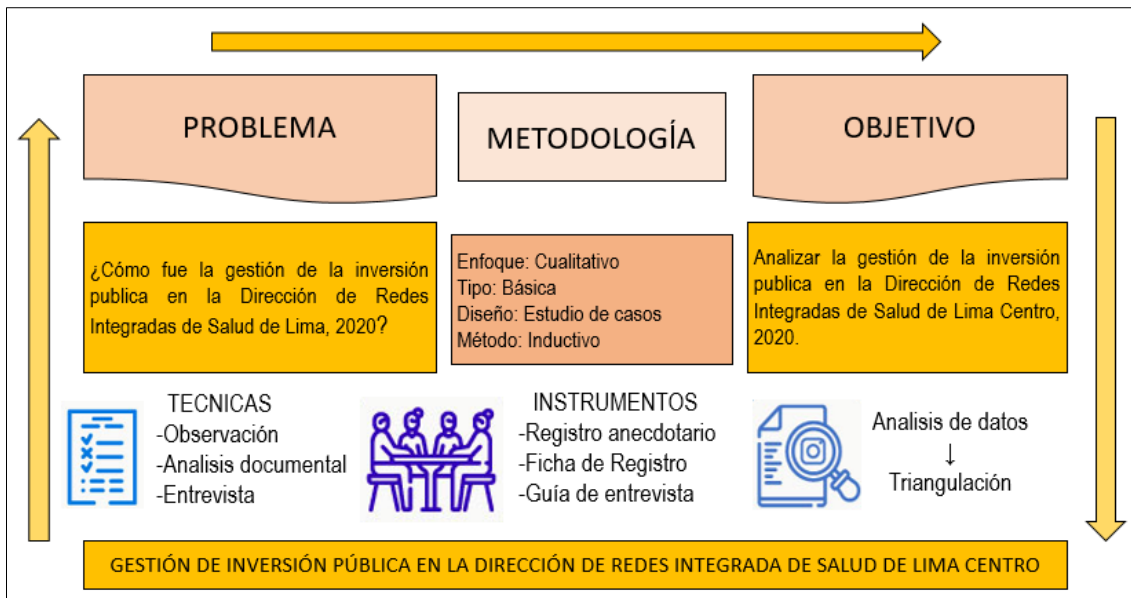 PROBLEMA
METODOLOGÍA
OBJETIVO
¿Cómo fue la gestión de la inversión
publica en la Dirección de Redes
Integradas de Salud de Lima, 2020?
Enfoque: Cualitativo
Tipo: Básica
Diseño: Estudio de casos
Método: Inductivo
Analizar la gestión de la inversión
publica en la Dirección de Redes
Integradas de Salud de Lima Centro,
2020.
TECNICAS
-Observación
-Analisis documental
-Entrevista
INSTRUMENTOS
-Registro anecdotario
-Ficha de Registro
-Guía de entrevista
Analisis de datos
↓
Triangulación
GESTIÓN DE INVERSIÓN PÚBLICA EN LA DIRECCIÓN DE REDES INTEGRADA DE SALUD DE LIMA CENTRO